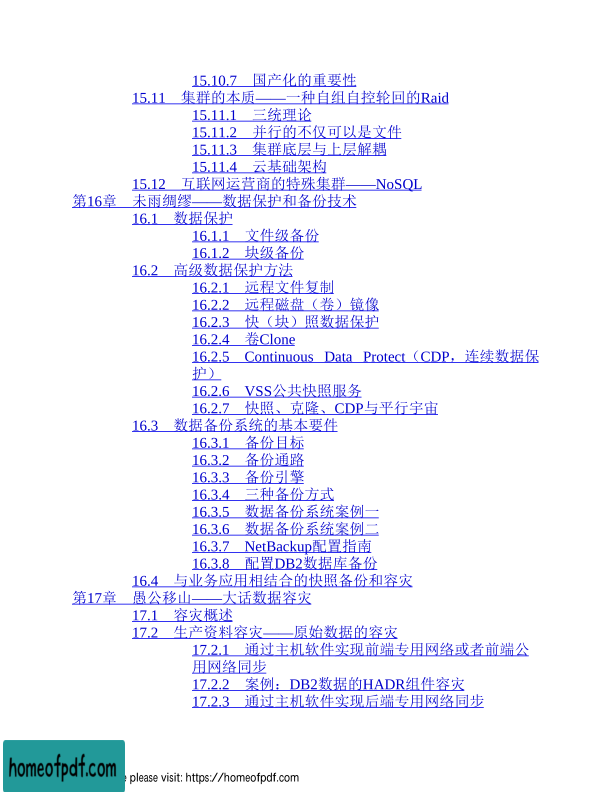 15.10.7 国产化的重要性
15.11 集群的本质——一种自组自控轮回的Raid
15.11.1 三统理论
15.11.2 并行的不仅可以是文件
15.11.3 集群底层与上层解耦
15.11.4 云基础架构
15.12 互联网运营商的特殊集群——NoSQL
第16章 未雨绸缪——数据保护和备份技术
16.1 数据保护
16.1.1 文件级备份
16.1.2 块级备份
16.2 高级数据保护方法
16.2.1 远程文件复制
16.2.2 远程磁盘（卷）镜像
16.2.3 快（块）照数据保护
16.2.4 卷Clone
16.2.5 Continuous Data Protect（CDP，连续数据保
护）
16.2.6 VSS公共快照服务
16.2.7 快照、克隆、CDP与平行宇宙
16.3 数据备份系统的基本要件
16.3.1 备份目标
16.3.2 备份通路
16.3.3 备份引擎
16.3.4 三种备份方式
16.3.5 数据备份系统案例一
16.3.6 数据备份系统案例二
16.3.7 NetBackup配置指南
16.3.8 配置DB2数据库备份
16.4 与业务应用相结合的快照备份和容灾
第17章 愚公移山——大话数据容灾
17.1 容灾概述
17.2 生产资料容灾——原始数据的容灾
17.2.1 通过主机软件实现前端专用网络或者前端公
用网络同步
17.2.2 案例：DB2数据的HADR组件容灾
17.2.3 通过主机软件实现后端专用网络同步
homeofpdf.com
please visit: https://homeofpdf.com